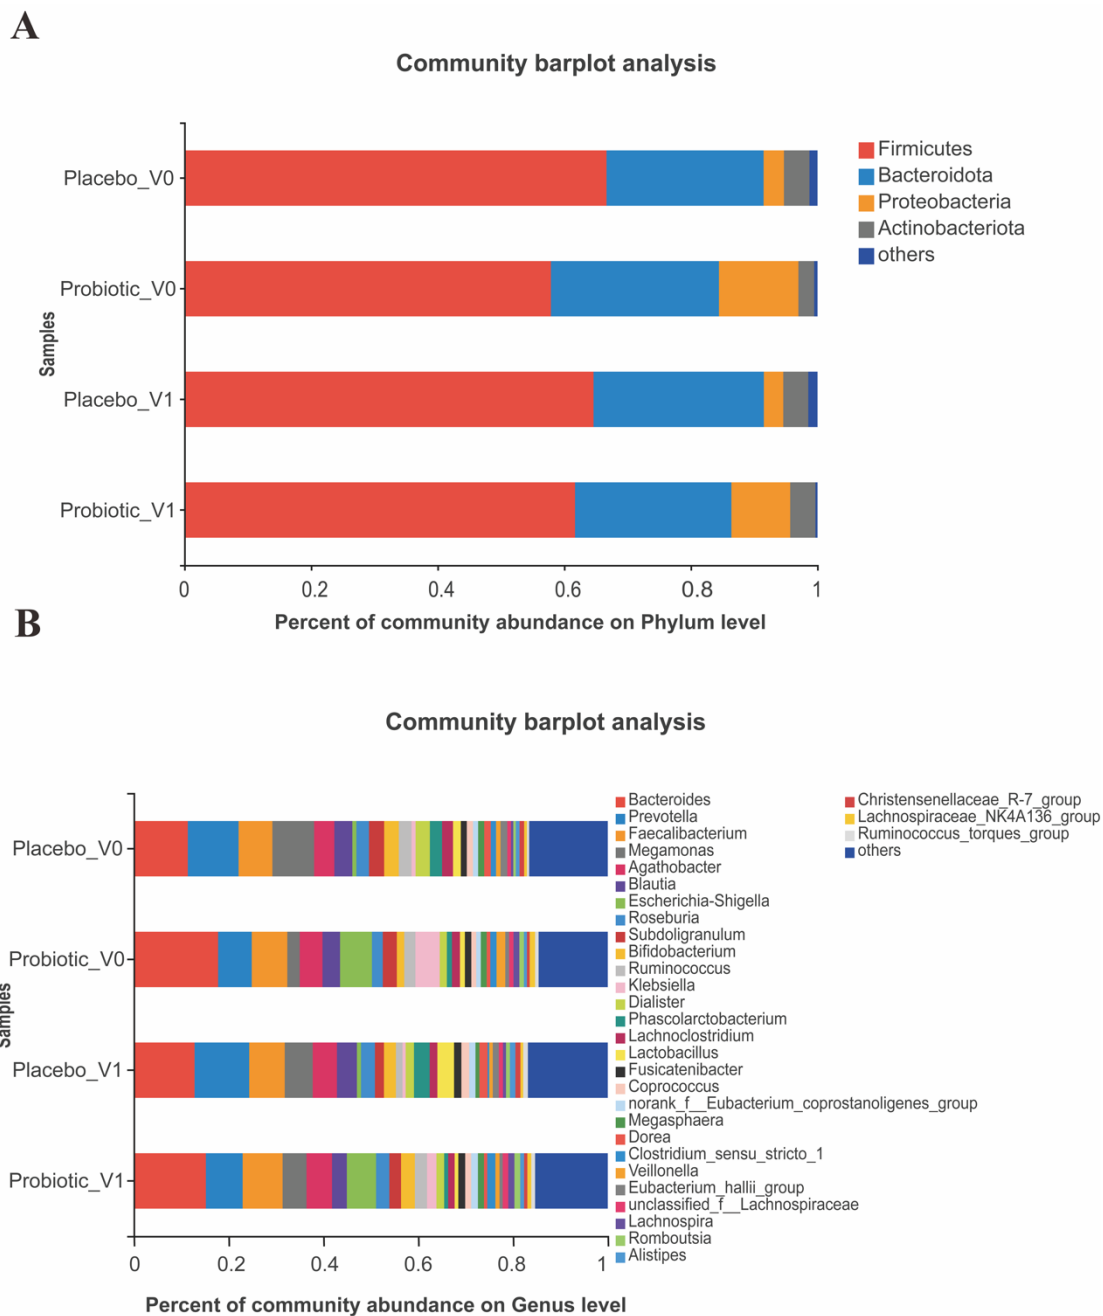 A
Community barplot analysis
Samples
Placebo_V0
Probiotic_V0
Placebo_V1
Probiotic_V1
0 0.2 0.4 0.6 0.8 1
Percent of community abundance on Phylum level
Firmicutes
Bacteroidota
Proteobacteria
Actinobacteriota
others
B
Community barplot analysis
Samples
Placebo_V0
Probiotic_V0
Placebo_V1
Probiotic_V1
0 0.2 0.4 0.6 0.8 1
Percent of community abundance on Genus level
Bacteroides
Prevotella
Faecalibacterium
Megamonas
Agathobacter
Blautia
Escherichia-Shigella
Roseburia
Subdoligranulum
Bifidobacterium
Ruminococcus
Klebsiella
Dialister
Phascolarctobacterium
Lachnoclostridium
Lactobacillus
Fusicatenibacter
Coprococcus
norank_f__Eubacterium_coprostanoligenes_group
Megasphaera
Dorea
Clostridium_sensu_stricto_1
Veillonella
Eubacterium_hallii_group
unclassified_f__Lachnospiraceae
Lachnospira
Romboutsia
Alistipes
Christensenellaceae_R-7_group
Lachnospiraceae_NK4A136_group
Ruminococcus_torques_group
others